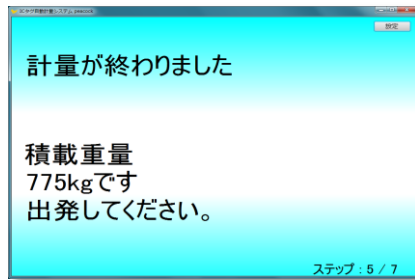 設定
計量が終わりました
積載重量
775kgです
出発してください。
ステップ : 5 / 7